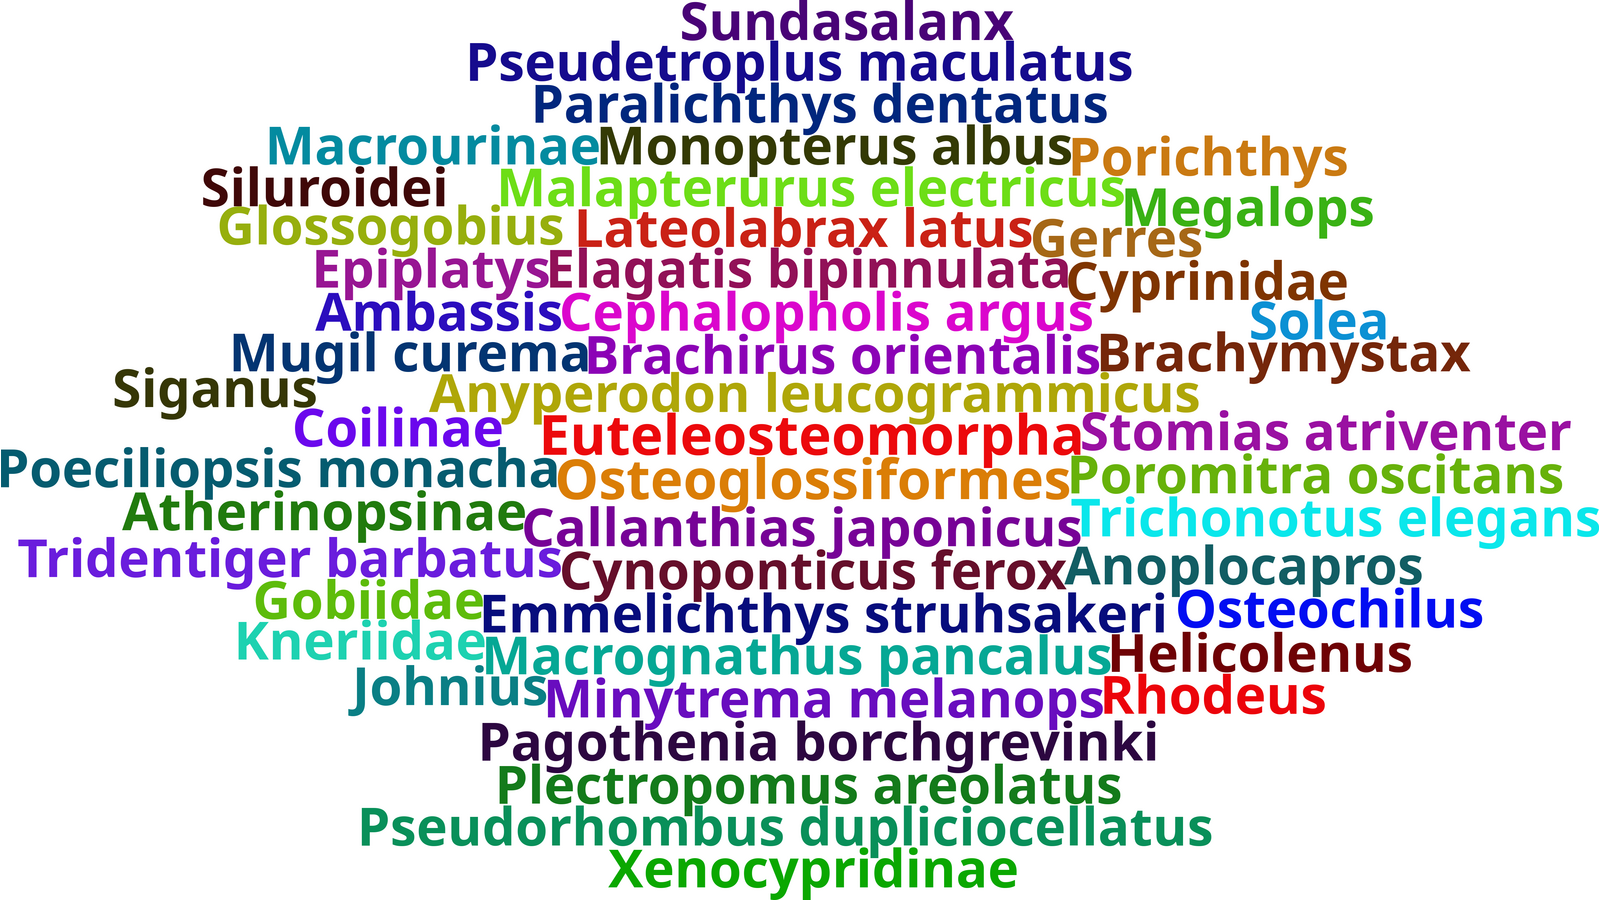 Sundasalanx
Pseudetroplus maculatus
Paralichthys dentatus
Macrourinae Monopterus albus Porichthys
Siluroidei Malapterurus electricus Megalops
Glossogobius Lateolabrax latus Gerres
Epiplatys Elagatis bipinnulata Cyprinidae
Ambassis Cephalopholis argus Solea
Mugil curema Brachirus orientalis Brachymystax
Siganus Anyperodon leucogrammicus
Coilinae Euteleosteomorpha Stomias atriventer
Poeciliopsis monacha Osteoglossiformes Poromitra oscitans
Atherinopsinae Callanthias japonicus Trichonotus elegans
Tridentiger barbatus Cynoponticus ferox Anoplocapros
Gobiidae Emmelichthys struhsakeri Osteochilus
Kneriidae Macrognathus pancalus Helicolenus
Johnius Minytrema melanops Rhodeus
Pagothenia borchgrevinki
Plectropomus areolatus
Pseudorhombus dupliciocellatus
Xenocypridinae